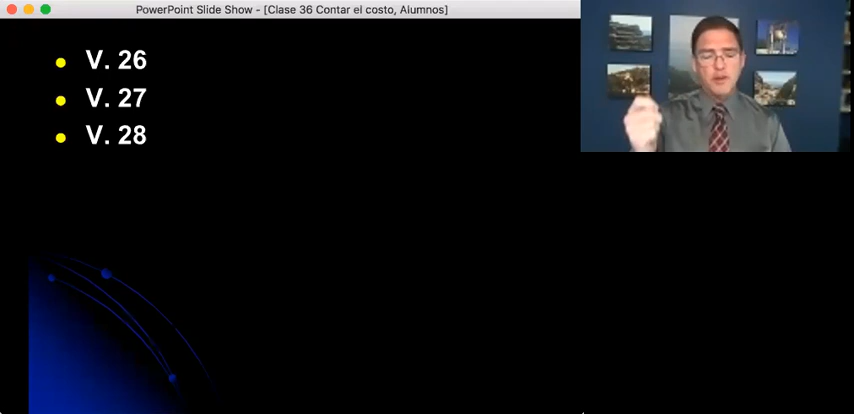 PowerPoint Slide Show - [Clase 36 Contar el costo, Alumnos]
V. 26
V. 27
V. 28